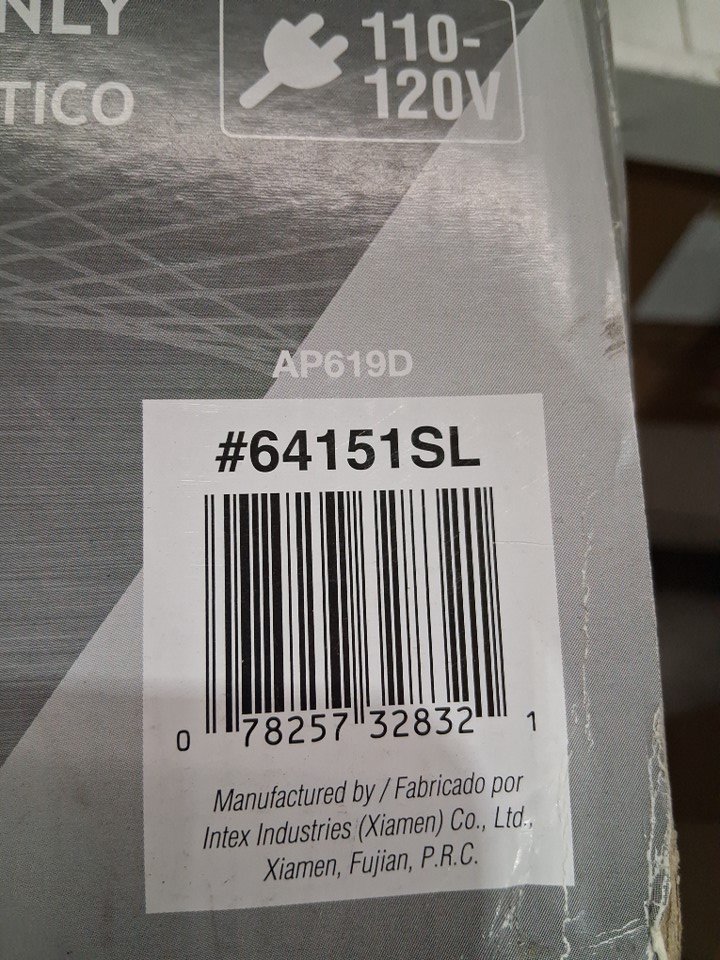 NLY
TICO
110-
120V
AP619D
#64151SL
0 78257 32832 1
Manufactured by / Fabricado por
Intex Industries (Xiamen) Co., Ltd.,
Xiamen, Fujian, P.R.C.